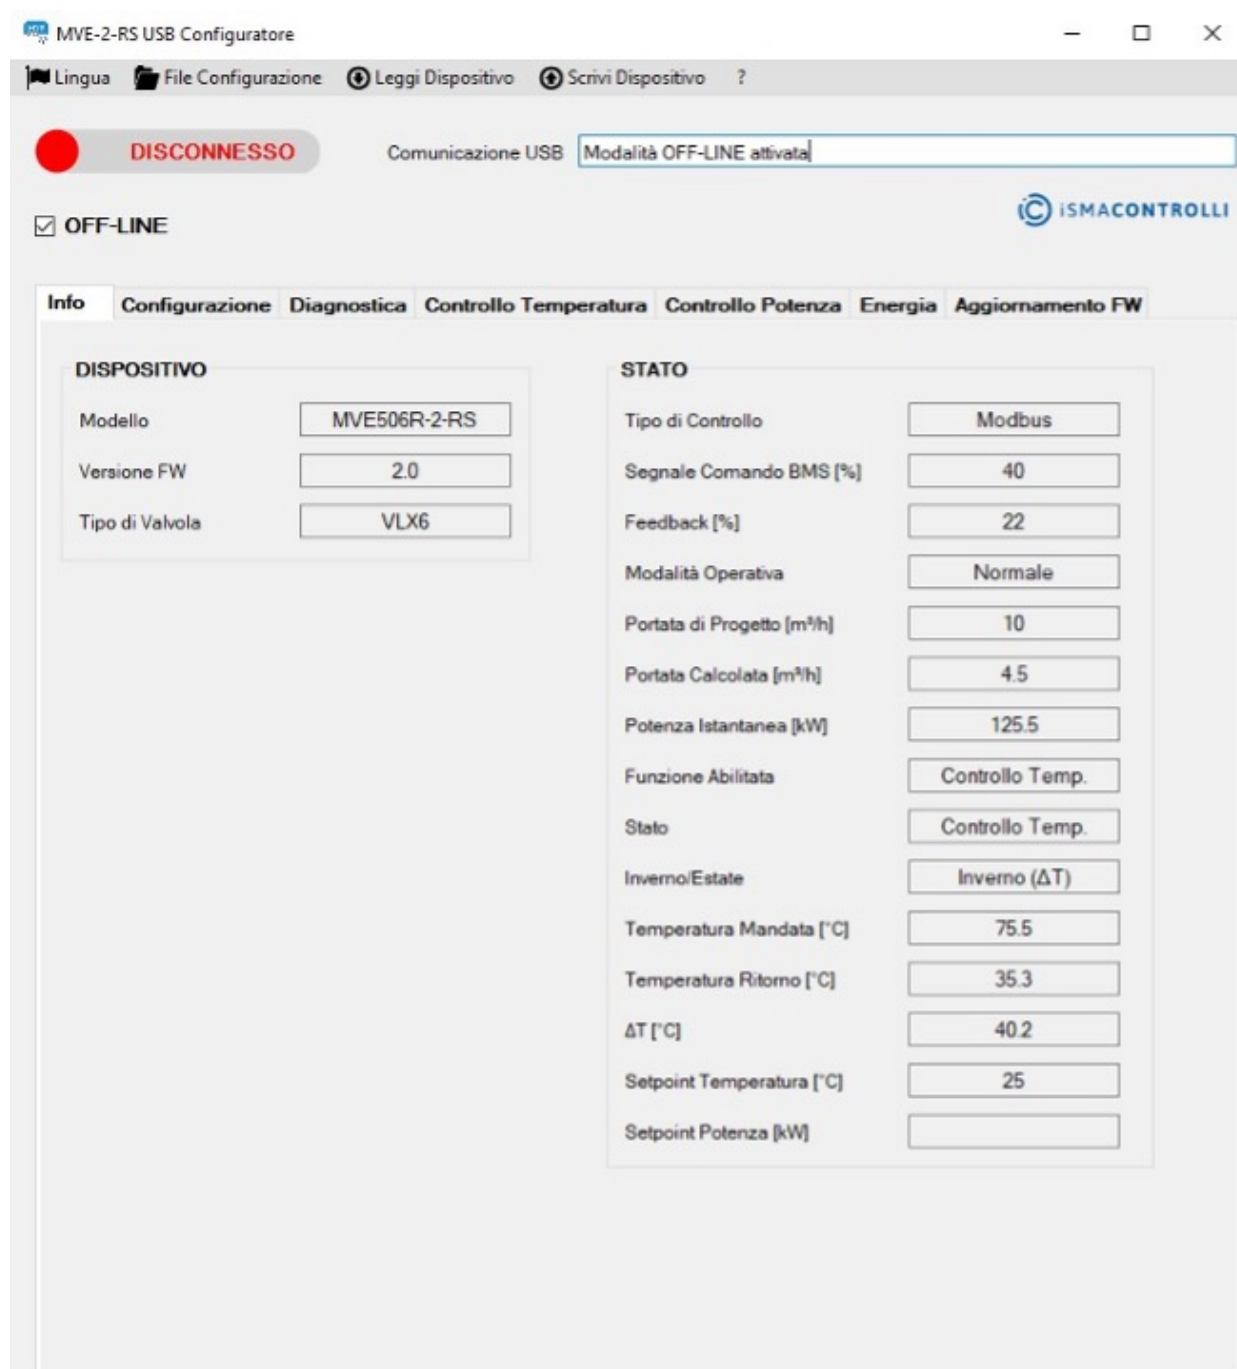 MVE-2-RS USB Configuratore
Lingua File Configurazione Leggi Dispositivo Scrivi Dispositivo ?
DISCONNESSO Comunicazione USB Modalità OFF-LINE attivata
iSMACONTROLLI
OFF-LINE
Info Configurazione Diagnostica Controllo Temperatura Controllo Potenza Energia Aggiornamento FW
DISPOSITIVO
Modello MVE506R-2-RS
Versione FW 2.0
Tipo di Valvola VLX6
STATO
Tipo di Controllo Modbus
Segnale Comando BMS [%] 40
Feedback [%] 22
Modalità Operativa Normale
Portata di Progetto [m³/h] 10
Portata Calcolata [m³/h] 4.5
Potenza Istantanea [kW] 125.5
Funzione Abilitata Controllo Temp.
Stato Controllo Temp.
Inverno/Estate Inverno (ΔT)
Temperatura Mandata [°C] 75.5
Temperatura Ritorno [°C] 35.3
ΔT [°C] 40.2
Setpoint Temperatura [°C] 25
Setpoint Potenza [kW]